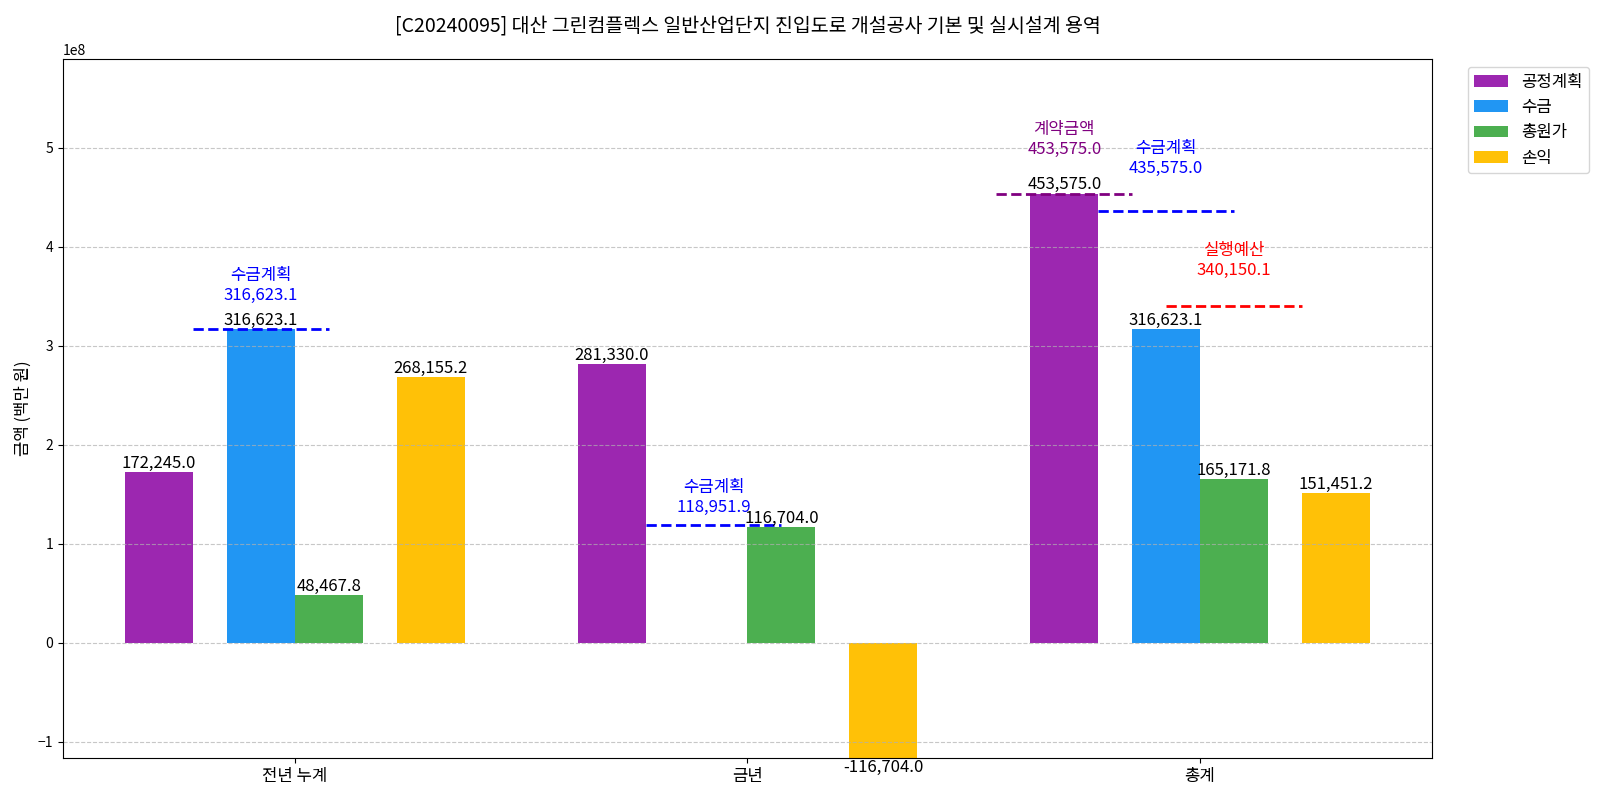 [C20240095] 대산 그린컴플렉스 일반산업단지 진입도로 개설공사 기본 및 실시설계 용역
1e8
공정계획
수금
총원가
손익
금액 (백만 원)
5
4
3
2
1
0
−1
172,245.0
수금계획
316,623.1
316,623.1
48,467.8
268,155.2
281,330.0
수금계획
118,951.9
116,704.0
-116,704.0
계약금액
453,575.0
453,575.0
수금계획
435,575.0
실행예산
340,150.1
316,623.1
165,171.8
151,451.2
전년 누계
금년
총계